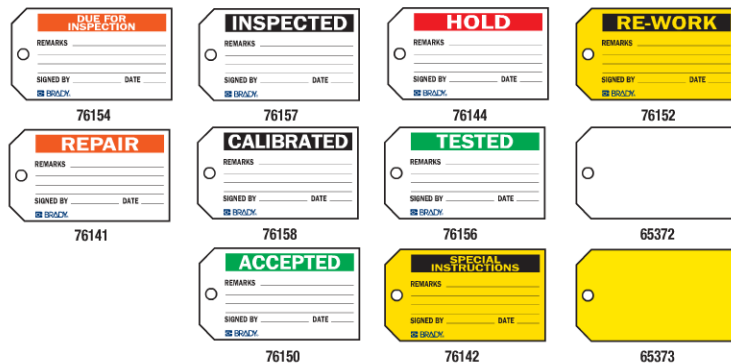 DUE FOR
INSPECTION
REMARKS
SIGNED BY DATE
BRADY.
76154
INSPECTED
REMARKS
SIGNED BY DATE
BRADY.
76157
HOLD
REMARKS
SIGNED BY DATE
BRADY.
76144
RE-WORK
REMARKS
SIGNED BY DATE
BRADY.
76152
REPAIR
REMARKS
SIGNED BY DATE
BRADY.
76141
CALIBRATED
REMARKS
SIGNED BY DATE
BRADY.
76158
TESTED
REMARKS
SIGNED BY DATE
BRADY.
76156
65372
ACCEPTED
REMARKS
SIGNED BY DATE
BRADY.
76150
SPECIAL
INSTRUCTIONS
REMARKS
SIGNED BY DATE
BRADY.
76142
65373